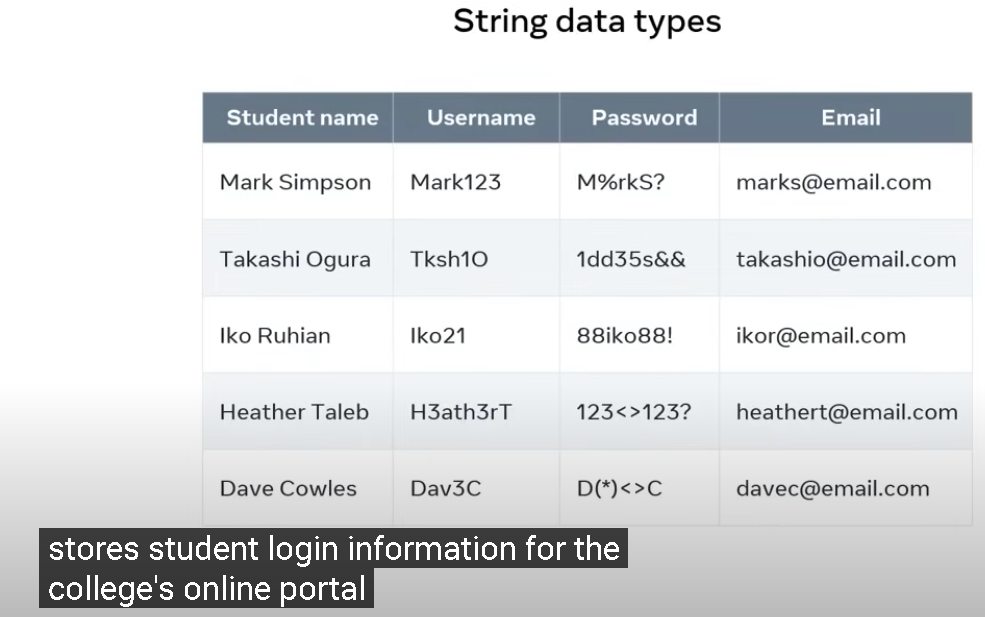 String data types
Student name Username Password Email
Mark Simpson Mark123 M%rkS? marks@email.com
Takashi Ogura Tksh1O 1dd35s&& takashio@email.com
Iko Ruhian Iko21 88iko88! ikor@email.com
Heather Taleb H3ath3rT 123<>123? heathert@email.com
Dave Cowles Dav3C D(*)<>C davec@email.com
stores student login information for the
college's online portal